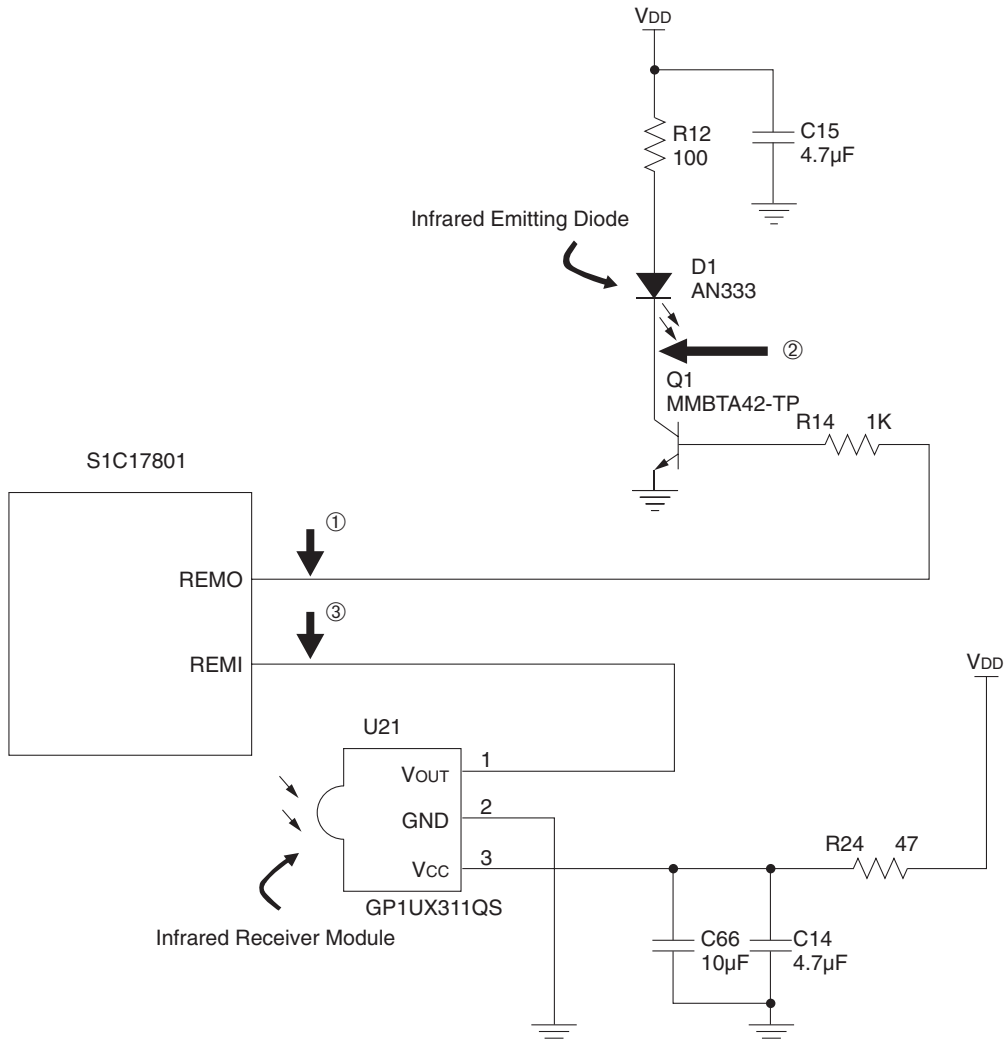 VDD
R12
100
C15
4.7µF
Infrared Emitting Diode
D1
AN333
②
Q1
MMBTA42-TP
R14 1K
S1C17801
①
REMO
③
REMI
VDD
U21
VOUT 1
GND 2
VCC 3
R24 47
GP1UX311QS
Infrared Receiver Module
C66
10µF
C14
4.7µF